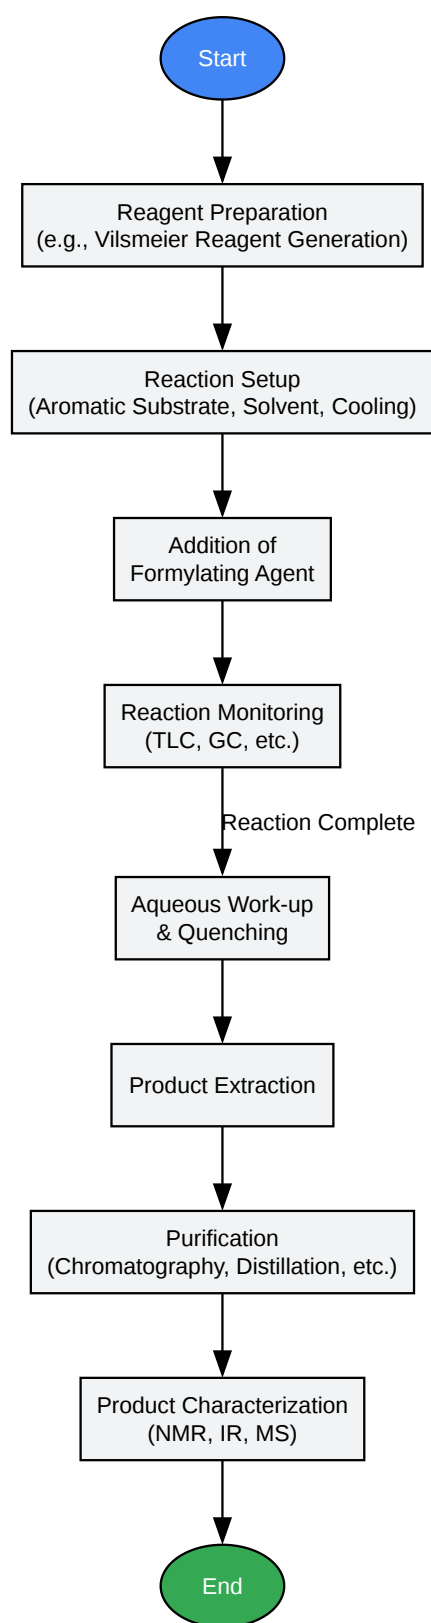 Start
Reagent Preparation
(e.g., Vilsmeier Reagent Generation)
Reaction Setup
(Aromatic Substrate, Solvent, Cooling)
Addition of
Formylating Agent
Reaction Monitoring
(TLC, GC, etc.)
Reaction Complete
Aqueous Work-up
& Quenching
Product Extraction
Purification
(Chromatography, Distillation, etc.)
Product Characterization
(NMR, IR, MS)
End